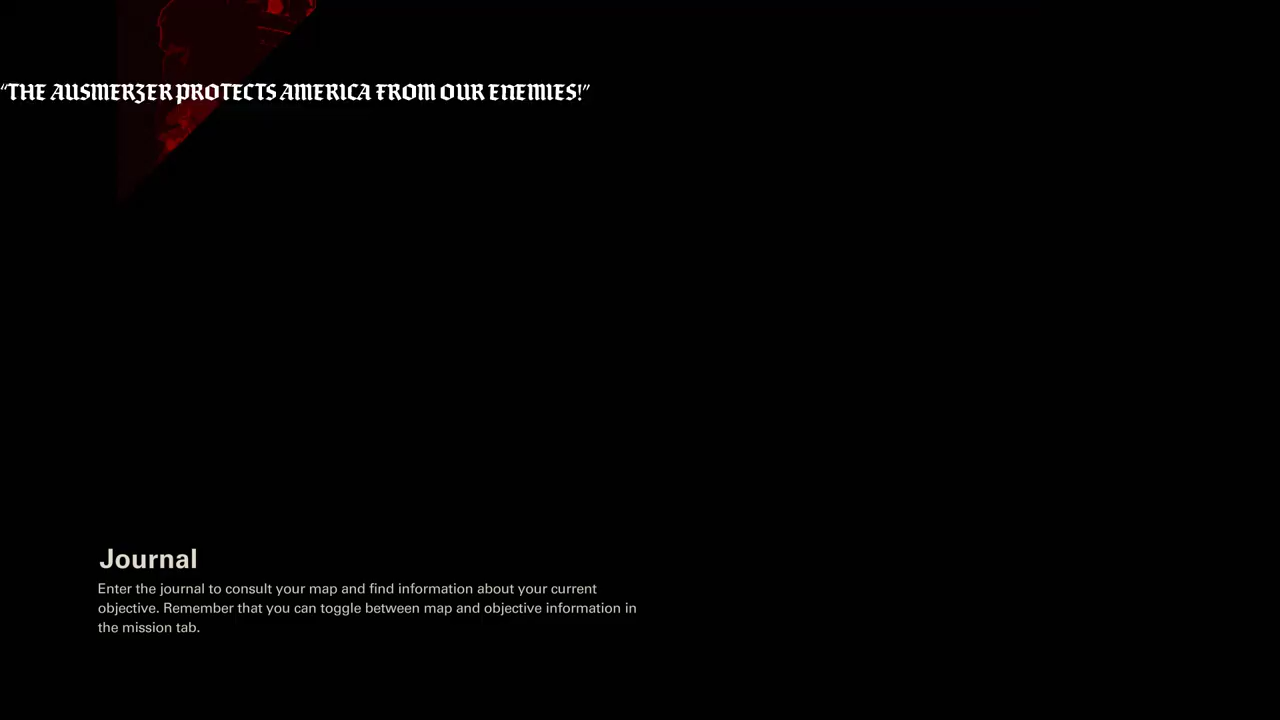 “THE AUSMERZER PROTECTS AMERICA FROM OUR ENEMIES!”
Journal
Enter the journal to consult your map and find information about your current
objective. Remember that you can toggle between map and objective information in
the mission tab.